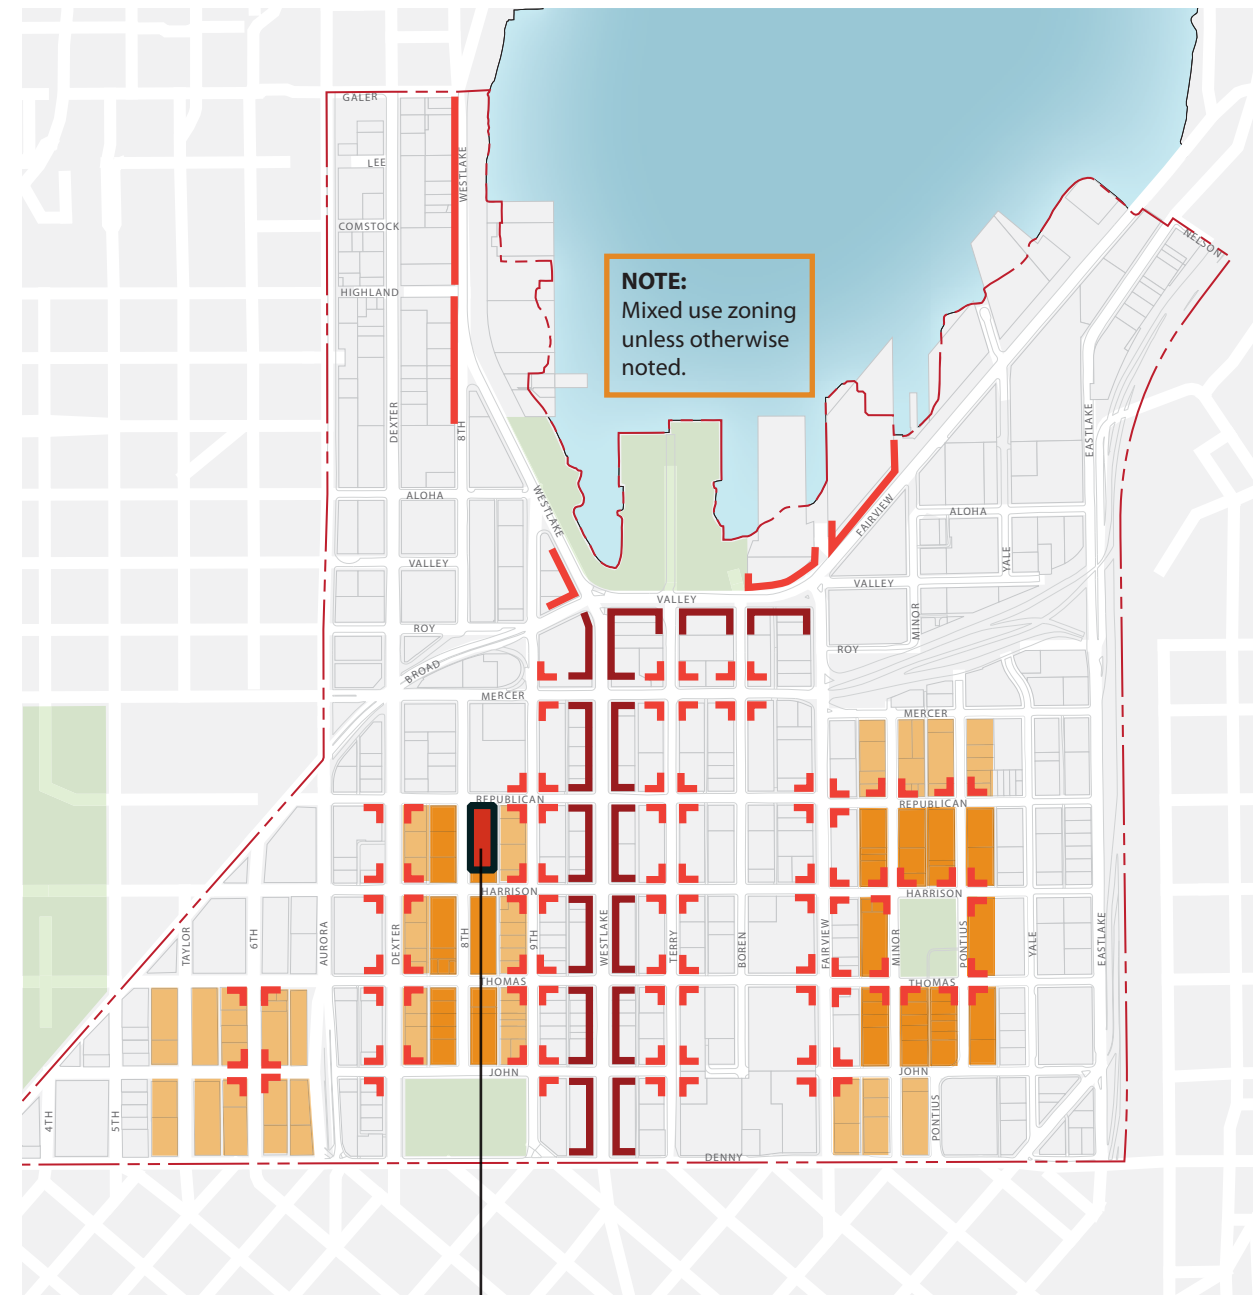 GALER
LEE
WESTLAKE
COMSTOCK
NELSON
HIGHLAND
NOTE:
Mixed use zoning
unless otherwise
noted.
DEXTER
8TH
EASTLAKE
ALOHA
WESTLAKE
FAIRVIEW
ALOHA
VALLEY
YALE
VALLEY
VALLEY
MINOR
ROY
ROY
BROAD
MERCER
MERCER
REPUBLICAN
REPUBLICAN
HARRISON
HARRISON
TAYLOR
6TH
AURORA
DEXTER
8TH
9TH
WESTLAKE
TERRY
BOREN
FAIRVIEW
MINOR
PONTIUS
YALE
EASTLAKE
THOMAS
THOMAS
JOHN
JOHN
4TH
5TH
PONTIUS
DENNY